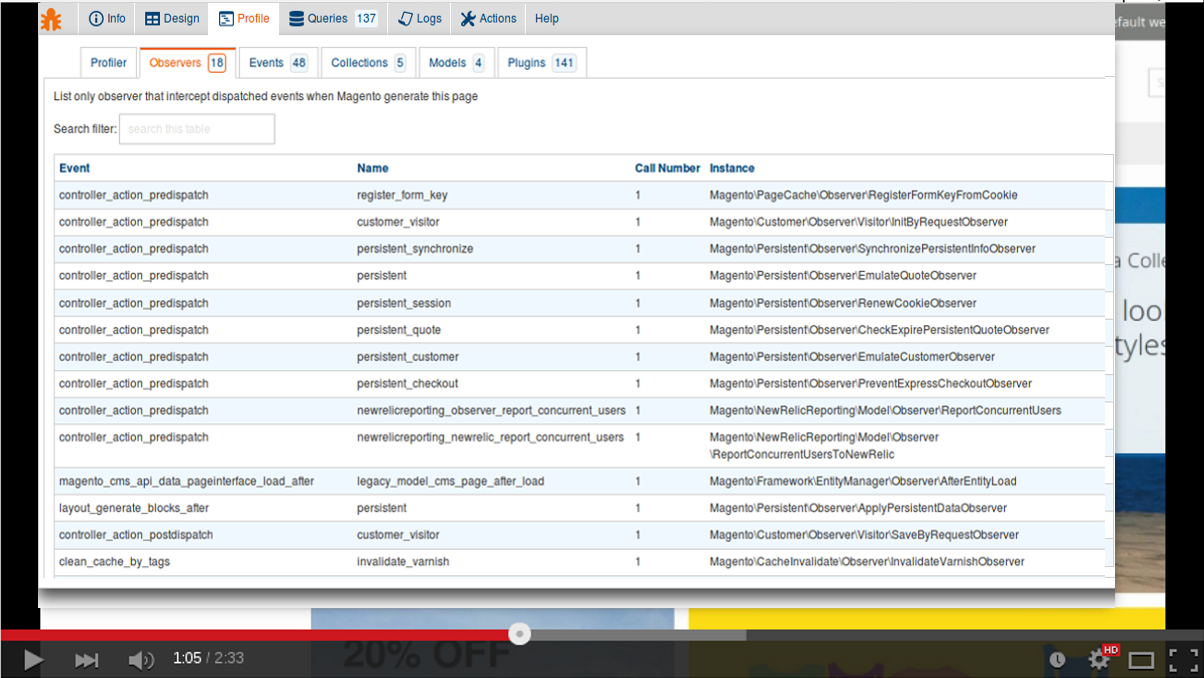 Info Design Profile Queries 137 Logs Actions Help
Profiler Observers 18 Events 48 Collections 5 Models 4 Plugins 141
List only observer that intercept dispatched events when Magento generate this page
Search filter: search this table
Event Name Call Number Instance
controller_action_predispatch register_form_key 1 Magento\PageCache\Observer\RegisterFormKeyFromCookie
controller_action_predispatch customer_visitor 1 Magento\Customer\Observer\Visitor\InitByRequestObserver
controller_action_predispatch persistent_synchronize 1 Magento\Persistent\Observer\SynchronizePersistentInfoObserver
controller_action_predispatch persistent 1 Magento\Persistent\Observer\EmulateQuoteObserver
controller_action_predispatch persistent_session 1 Magento\Persistent\Observer\RenewCookieObserver
controller_action_predispatch persistent_quote 1 Magento\Persistent\Observer\CheckExpirePersistentQuoteObserver
controller_action_predispatch persistent_customer 1 Magento\Persistent\Observer\EmulateCustomerObserver
controller_action_predispatch persistent_checkout 1 Magento\Persistent\Observer\PreventExpressCheckoutObserver
controller_action_predispatch newrelicreporting_observer_report_concurrent_users 1 Magento\NewRelicReporting\Model\Observer\ReportConcurrentUsers
controller_action_predispatch newrelicreporting_newrelic_report_concurrent_users 1 Magento\NewRelicReporting\Model\Observer
\ReportConcurrentUsersToNewRelic
magento_cms_api_data_pageinterface_load_after legacy_model_cms_page_after_load 1 Magento\Framework\EntityManager\Observer\AfterEntityLoad
layout_generate_blocks_after persistent 1 Magento\Persistent\Observer\ApplyPersistentDataObserver
controller_action_postdispatch customer_visitor 1 Magento\Customer\Observer\Visitor\SaveByRequestObserver
clean_cache_by_tags invalidate_varnish 1 Magento\CacheInvalidate\Observer\InvalidateVarnishObserver
efault we
a Colle
loo
tyles
20% OFF
1:05 / 2:33
HD